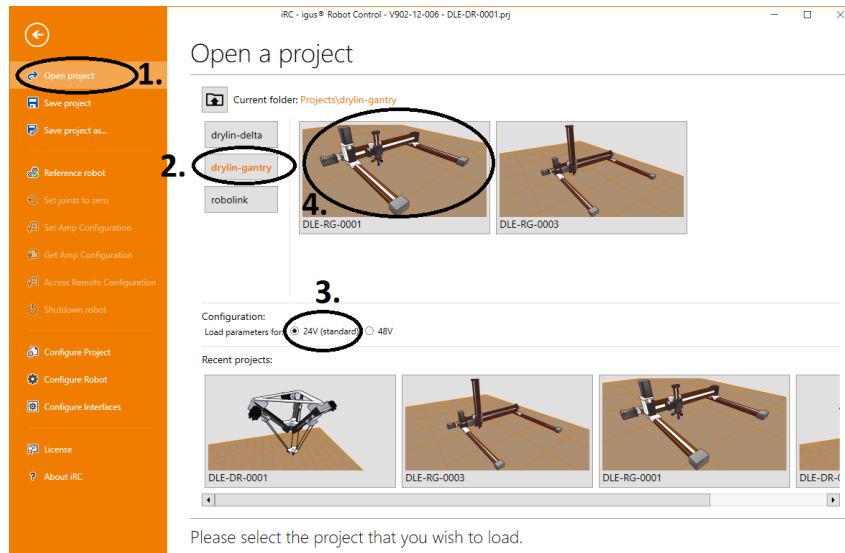 iRC - igus® Robot Control - V902-12-006 - DLE-DR-0001.prj
Open a project
Open project
1.
Save project
Save project as...
Reference robot
Set joints to zero
Set Amp Configuration
Get Amp Configuration
Access Remote Configuration
Shutdown robot
Configure Project
Configure Robot
Configure Interfaces
License
About iRC
Current folder: Projects\drylin-gantry
drylin-delta
2.
drylin-gantry
robolink
4.
DLE-RG-0001
DLE-RG-0003
3.
Configuration:
Load parameters for: 24V (standard) 48V
Recent projects:
DLE-DR-0001
DLE-RG-0003
DLE-RG-0001
DLE-DR-
Please select the project that you wish to load.